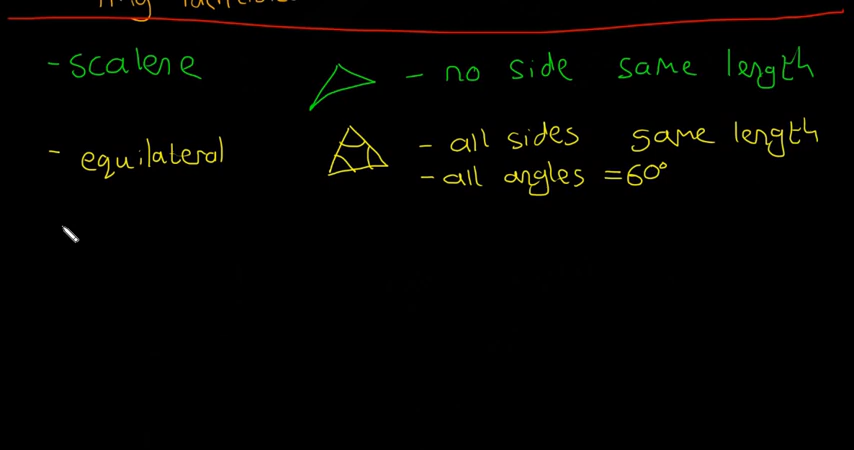 - scalene - no side same length
- equilateral - all sides same length
- all angles = 60°